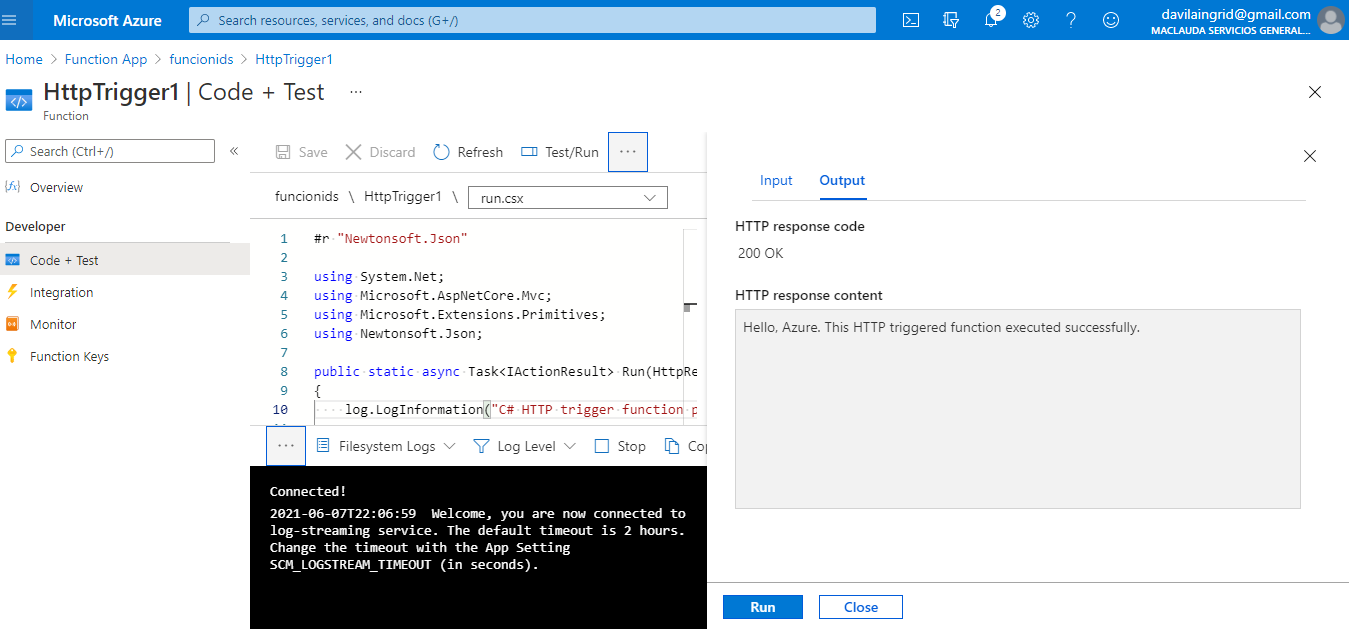 Microsoft Azure
Search resources, services, and docs (G+/)
2
davilaingrid@gmail.com
MACLAUDA SERVICIOS GENERAL...
Home > Function App > funcionids > HttpTrigger1
HttpTrigger1 | Code + Test ...
Function
Search (Ctrl+/)
«
Overview
Developer
Code + Test
Integration
Monitor
Function Keys
Save Discard Refresh Test/Run ...
funcionids \ HttpTrigger1 \ run.csx
1 #r "Newtonsoft.Json"
2
3 using System.Net;
4 using Microsoft.AspNetCore.Mvc;
5 using Microsoft.Extensions.Primitives;
6 using Newtonsoft.Json;
7
8 public static async Task<IActionResult> Run(HttpRe
9 {
10 log.LogInformation("C# HTTP trigger function p
... Filesystem Logs Log Level Stop Cop
Connected!
2021-06-07T22:06:59 Welcome, you are now connected to
log-streaming service. The default timeout is 2 hours.
Change the timeout with the App Setting
SCM_LOGSTREAM_TIMEOUT (in seconds).
Input Output
HTTP response code
200 OK
HTTP response content
Hello, Azure. This HTTP triggered function executed successfully.
Run Close